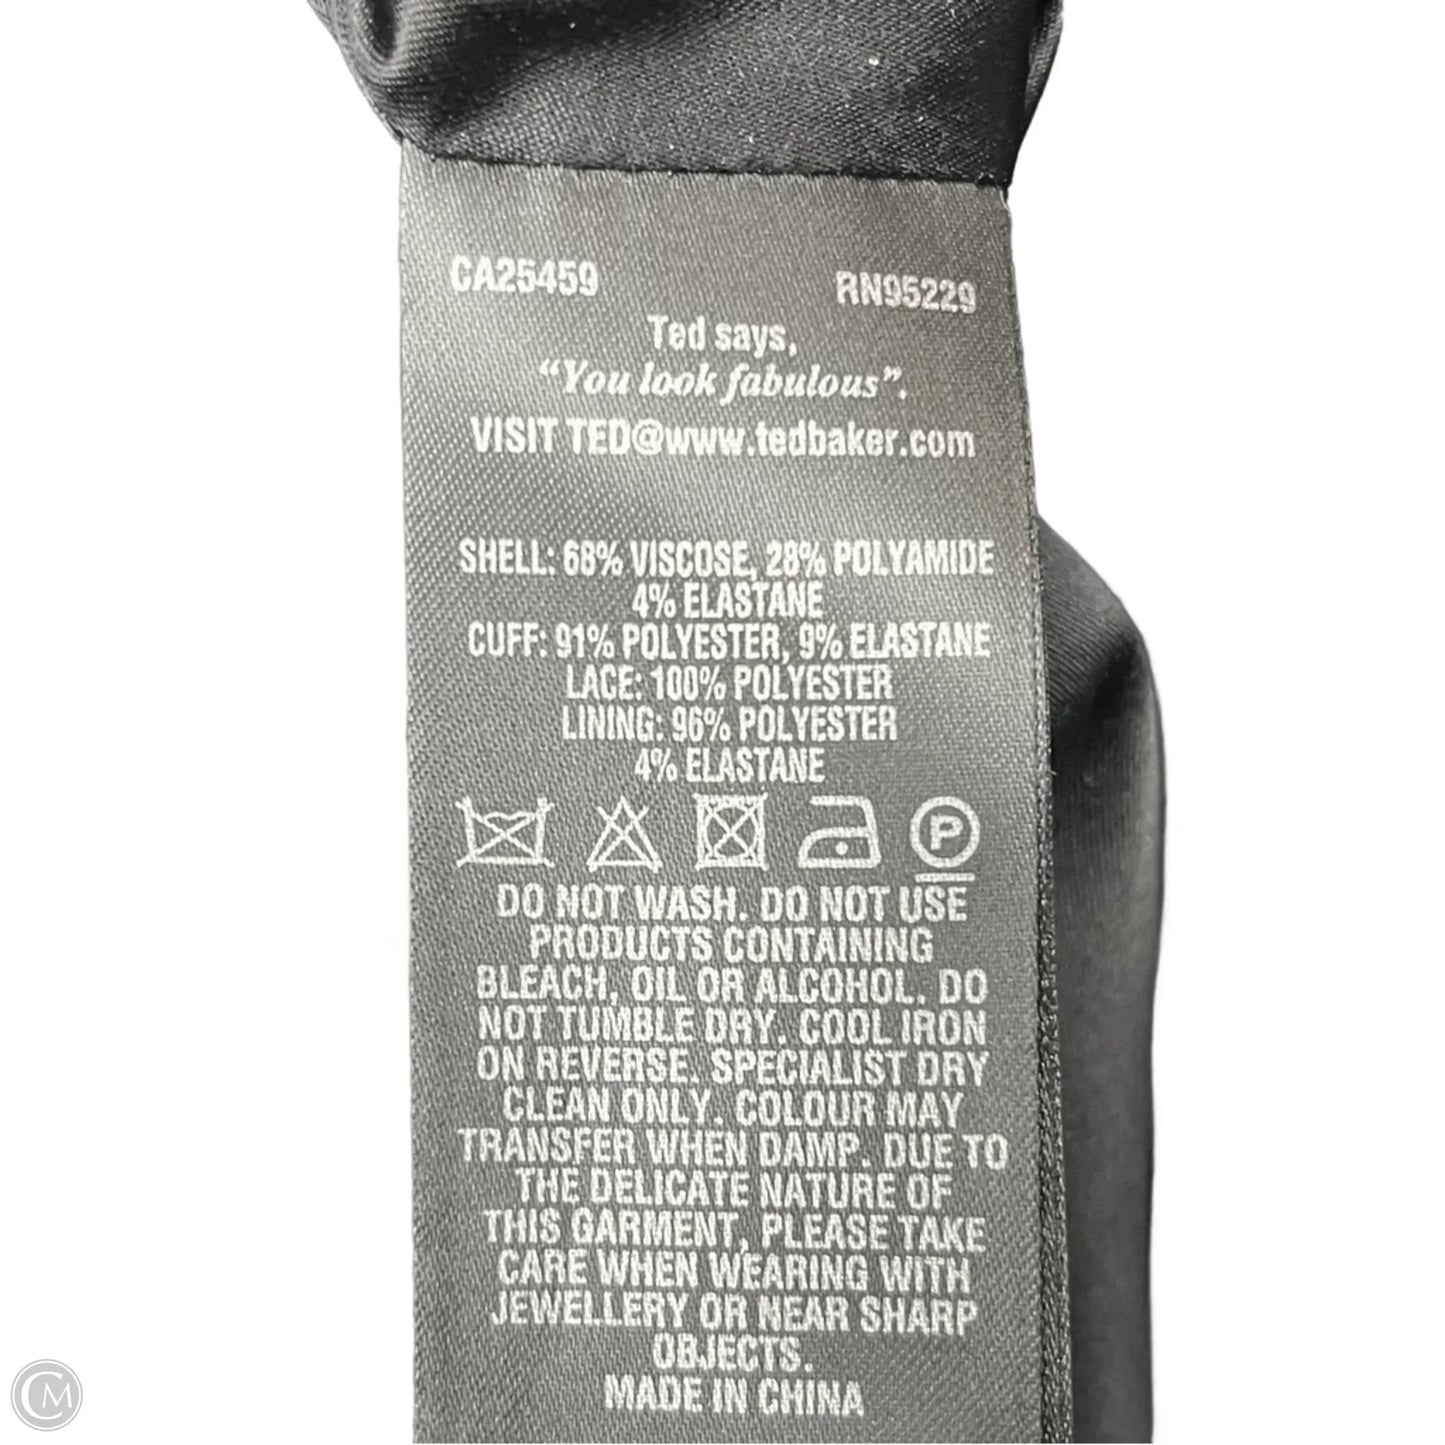 CA25459 RN95229
Ted says,
“You look fabulous”.
VISIT TED@www.tedbaker.com
SHELL: 68% VISCOSE, 28% POLYAMIDE
4% ELASTANE
CUFF: 91% POLYESTER, 9% ELASTANE
LACE: 100% POLYESTER
LINING: 96% POLYESTER
4% ELASTANE
P
DO NOT WASH. DO NOT USE
PRODUCTS CONTAINING
BLEACH, OIL OR ALCOHOL. DO
NOT TUMBLE DRY. COOL IRON
ON REVERSE. SPECIALIST DRY
CLEAN ONLY. COLOUR MAY
TRANSFER WHEN DAMP. DUE TO
THE DELICATE NATURE OF
THIS GARMENT, PLEASE TAKE
CARE WHEN WEARING WITH
JEWELLERY OR NEAR SHARP
OBJECTS.
MADE IN CHINA
CM